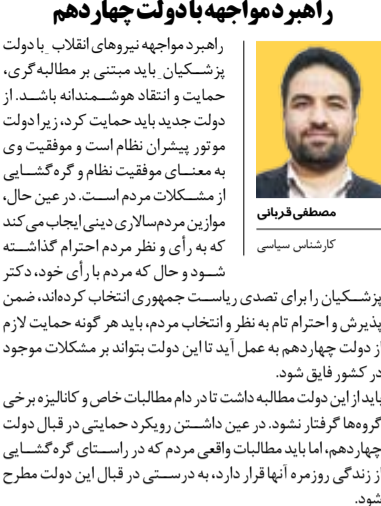 راهبرد مواجهه با دولت چهاردهم
راهبرد مواجهه نیروهای انقلاب _با دولت
پزشکیان_ باید مبتنی بر مطالبه‌گری،
حمایت و انتقاد هوشمندانه باشد. از
دولت جدید باید حمایت کرد، زیرا دولت
موتور پیشران نظام است و موفقیت وی
به معنای موفقیت نظام و گره‌گشایی
از مشکلات مردم است. در عین حال،
موازین مردم‌سالاری دینی ایجاب می‌کند
که به رأی و نظر مردم احترام گذاشته
شود و حال که مردم با رأی خود، دکتر
مصطفی قربانی
کارشناس سیاسی
پزشکیان را برای تصدی ریاست جمهوری انتخاب کرده‌اند، ضمن
پذیرش و احترام تام به نظر و انتخاب مردم، باید هر گونه حمایت لازم
از دولت چهاردهم به عمل آید تا این دولت بتواند بر مشکلات موجود
در کشور فایق شود.
باید از این دولت مطالبه داشت تا در دام مطالبات خاص و کانالیزه برخی
گروه‌ها گرفتار نشود. در عین داشتن رویکرد حمایتی در قبال دولت
چهاردهم، اما باید مطالبات واقعی مردم که در راستای گره‌گشایی
از زندگی روزمره آنها قرار دارد، به درستی در قبال این دولت مطرح
شود.